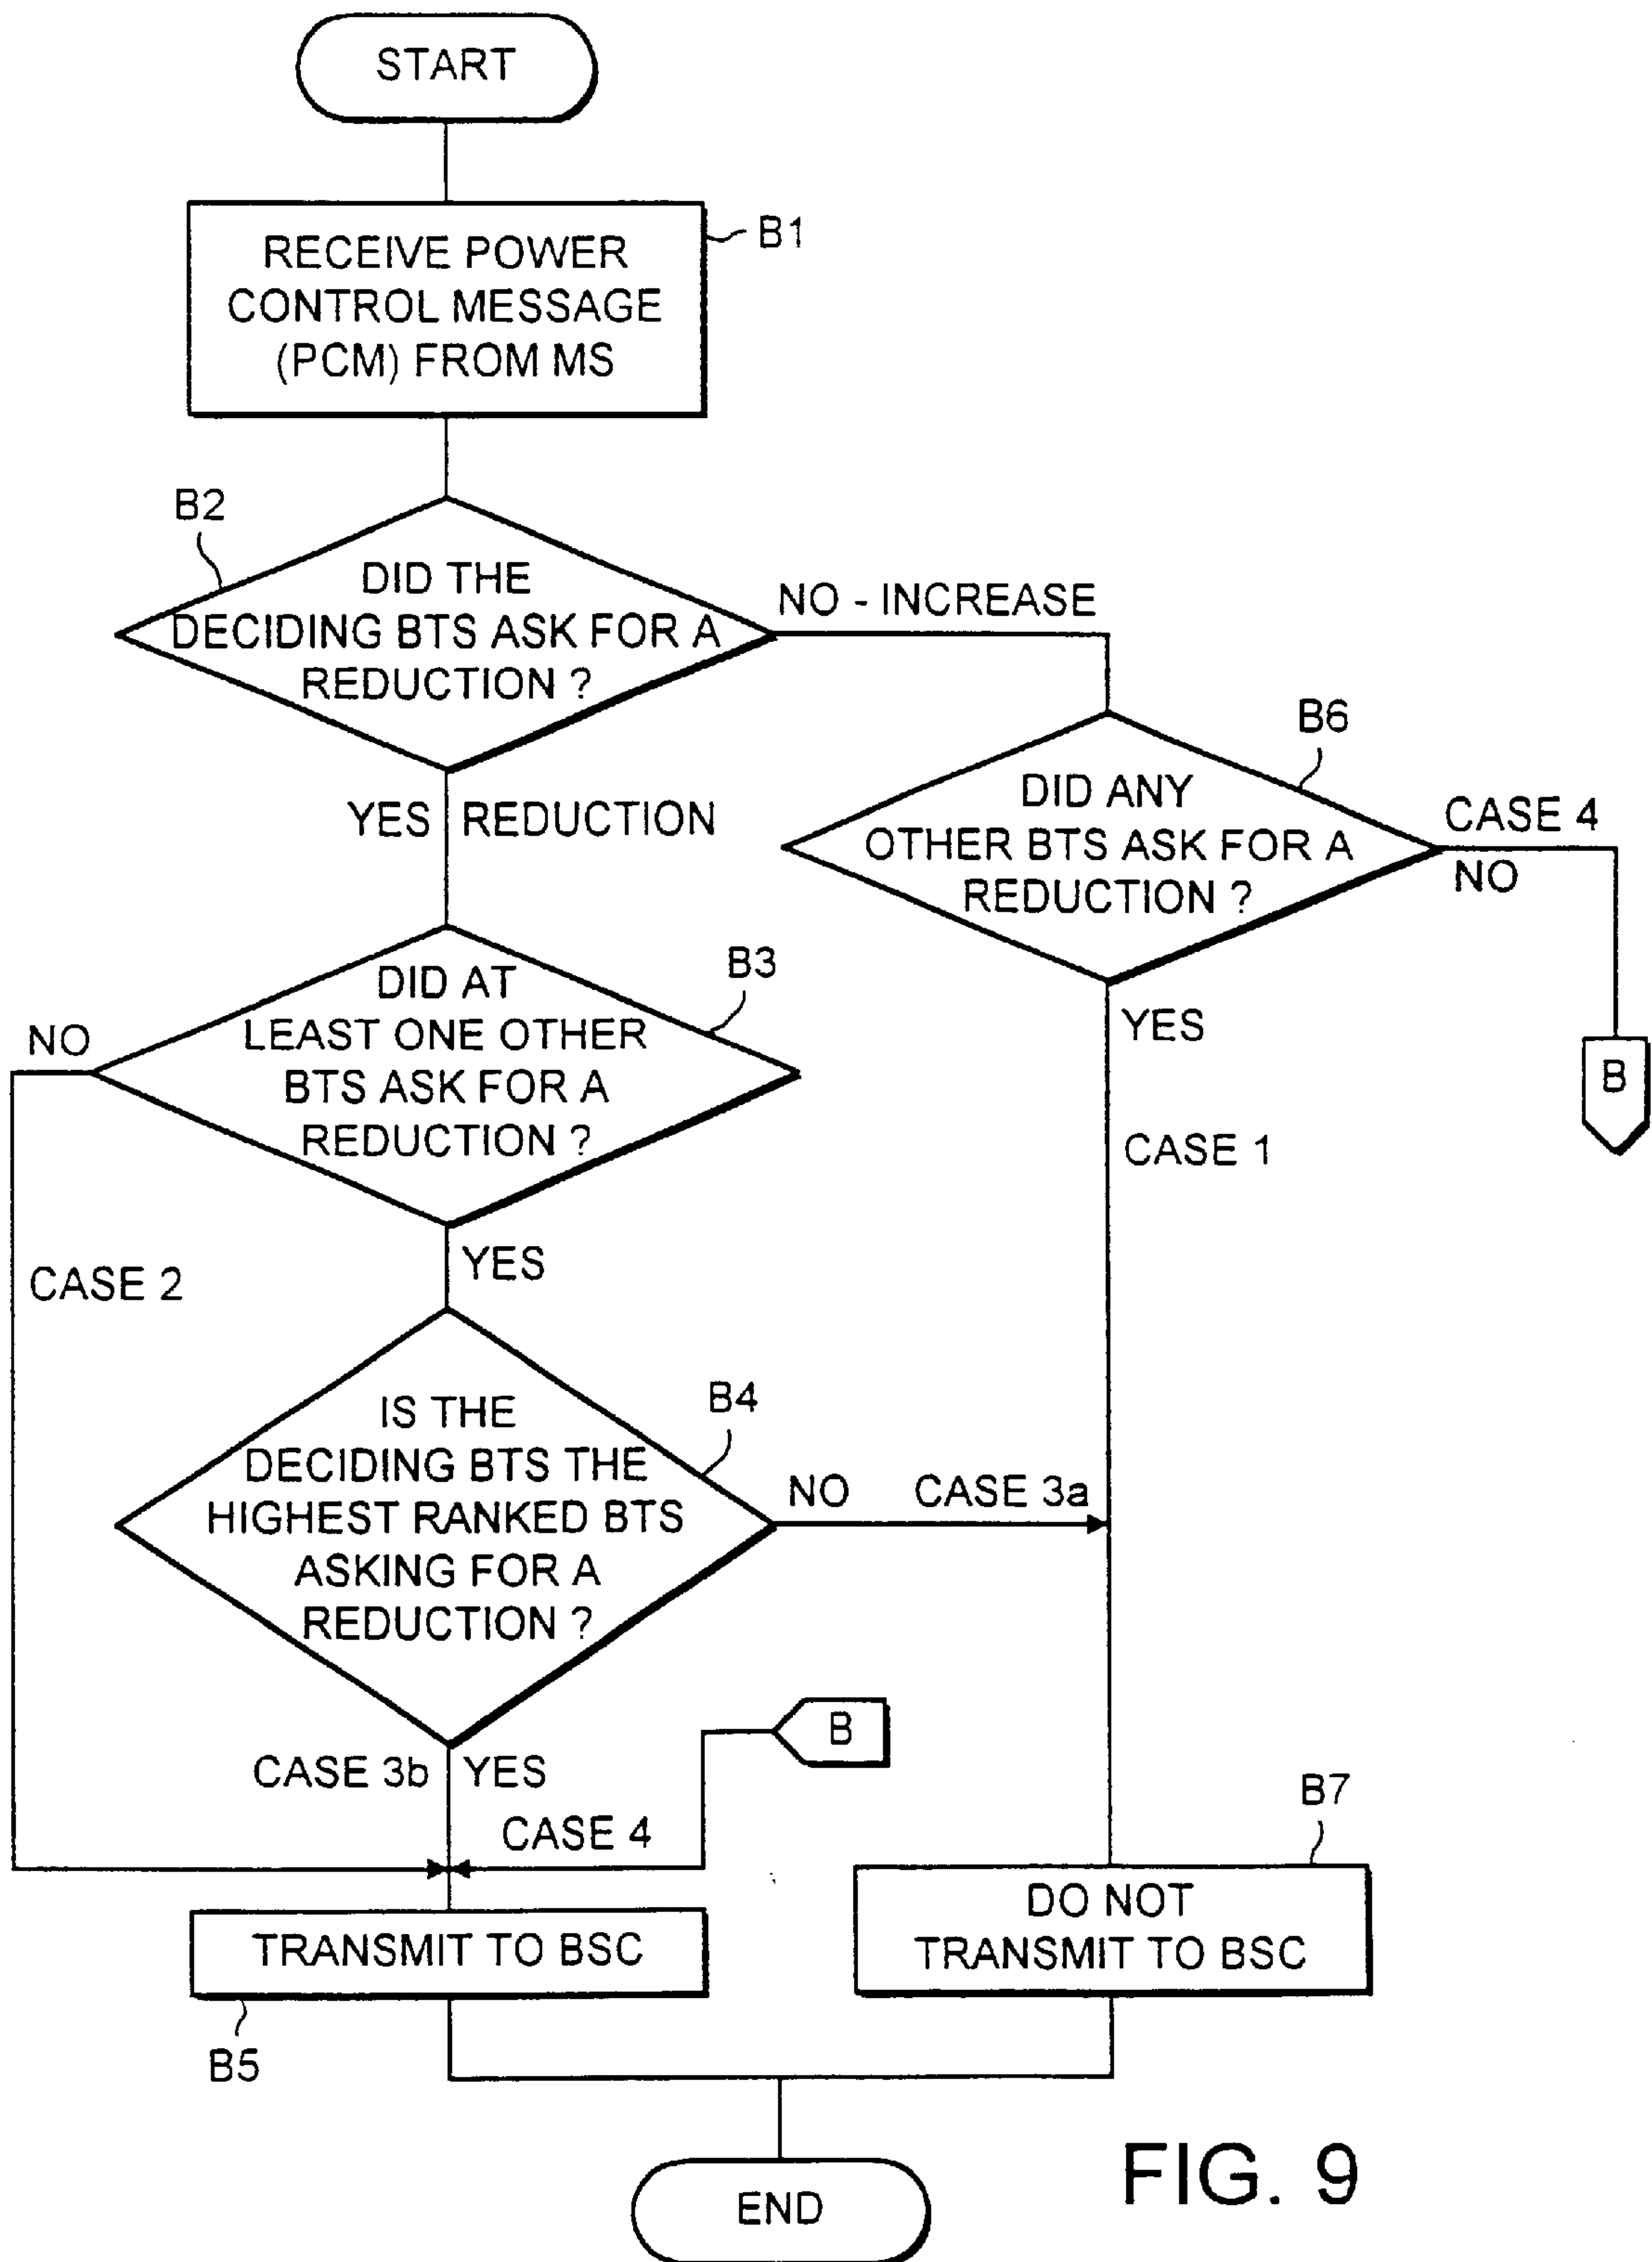 START
RECEIVE POWER
CONTROL MESSAGE
(PCM) FROM MS
B1
B2
DID THE
DECIDING BTS ASK FOR A
REDUCTION ?
NO - INCREASE
YES REDUCTION
B6
DID ANY
OTHER BTS ASK FOR A
REDUCTION ?
CASE 4
NO
B
YES
CASE 1
B3
DID AT
LEAST ONE OTHER
BTS ASK FOR A
REDUCTION ?
NO
CASE 2
YES
B4
IS THE
DECIDING BTS THE
HIGHEST RANKED BTS
ASKING FOR A
REDUCTION ?
NO CASE 3a
B
CASE 3b YES
CASE 4
B7
DO NOT
TRANSMIT TO BSC
TRANSMIT TO BSC
B5
END
FIG. 9